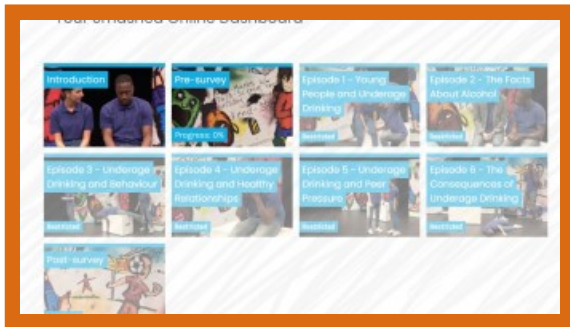 Your Smashed Online Dashboard
Introduction
Pre-survey
Progress: 0%
Episode 1 - Young
People and Underage
Drinking
Restricted
Episode 2 - The Facts
About Alcohol
Restricted
Episode 3 - Underage
Drinking and Behaviour
Restricted
Episode 4 - Underage
Drinking and Healthy
Relationships
Restricted
Episode 5 - Underage
Drinking and Peer
Pressure
Restricted
Episode 6 - The
Consequences of
Underage Drinking
Restricted
Post-survey